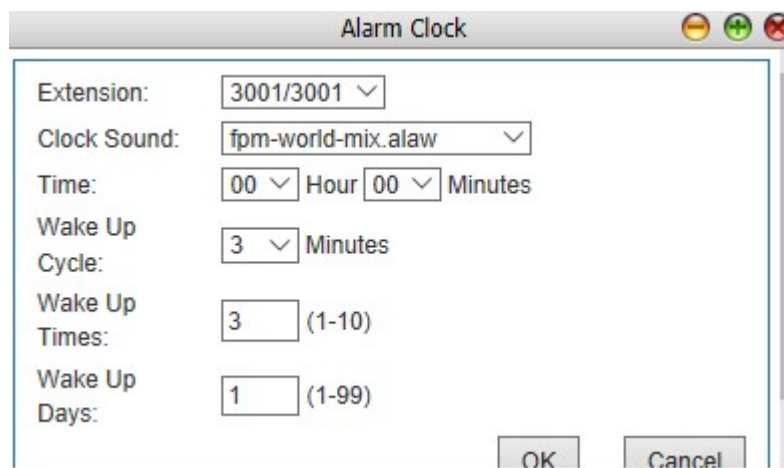 Alarm Clock
Extension: 3001/3001
Clock Sound: fpm-world-mix.alaw
Time: 00 Hour 00 Minutes
Wake Up
Cycle: 3 Minutes
Wake Up
Times: 3 (1-10)
Wake Up
Days: 1 (1-99)
OK Cancel